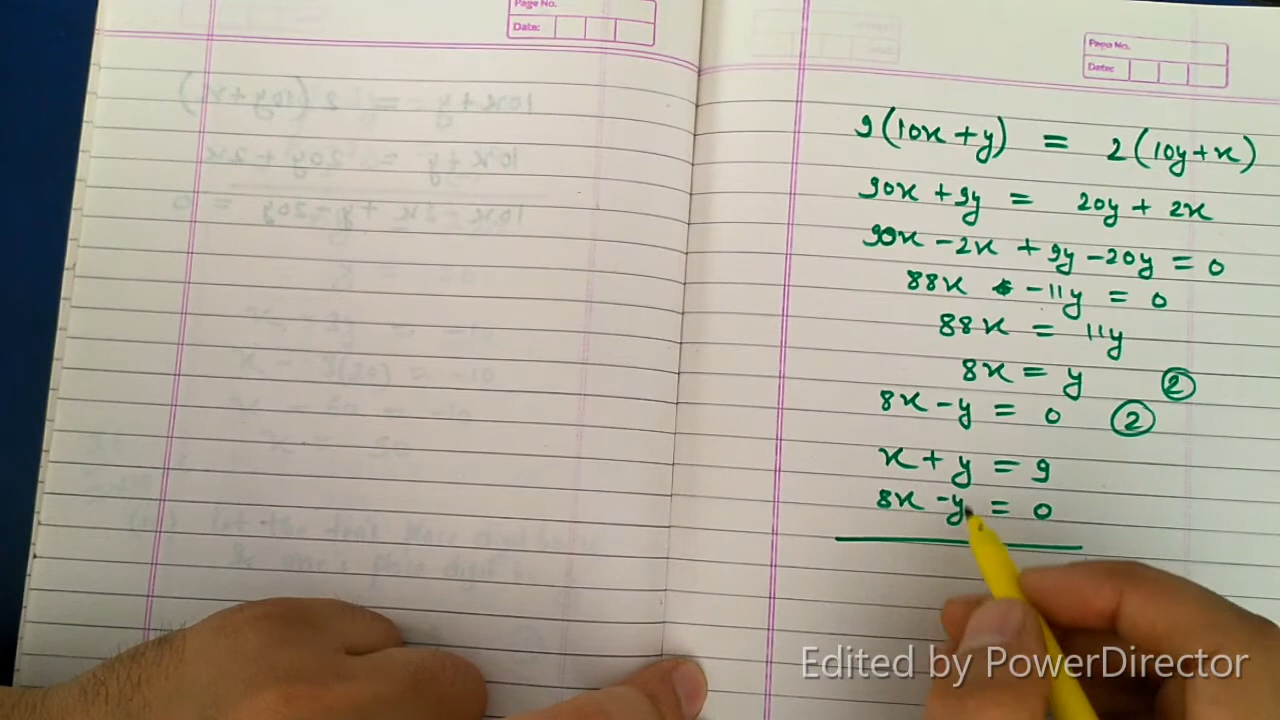 Page No.
Date:
Page No.
Date:
9(10x+y) = 2(10y+x)
90x + 9y = 20y + 2x
90x - 2x + 9y - 20y = 0
88x - 11y = 0
88x = 11y
8x = y ②
8x - y = 0 ②
x + y = 9
8x - y = 0
Edited by PowerDirector